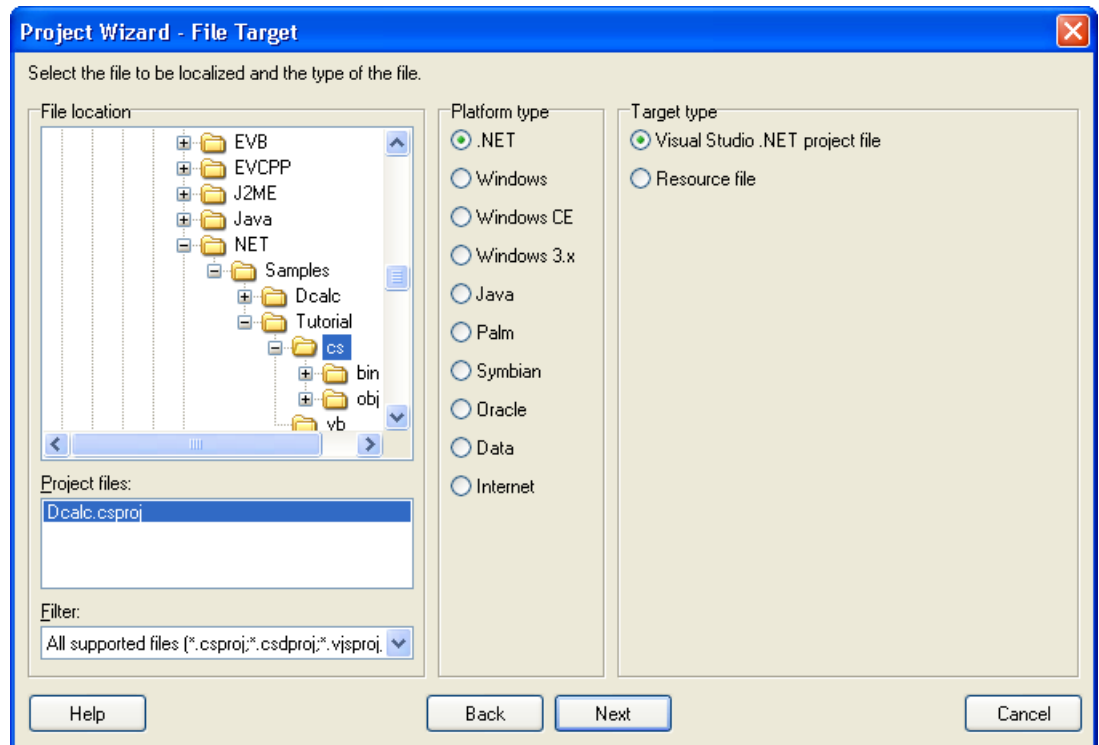 Project Wizard - File Target
Select the file to be localized and the type of the file.
File location
EVB
EVCPP
J2ME
Java
NET
Samples
Dcalc
Tutorial
cs
bin
obj
vb
Project files:
Dcalc.csproj
Filter:
All supported files (*.csproj;*.csdproj;*.vjsproj,
Platform type
.NET
Windows
Windows CE
Windows 3.x
Java
Palm
Symbian
Oracle
Data
Internet
Target type
Visual Studio .NET project file
Resource file
Help
Back
Next
Cancel